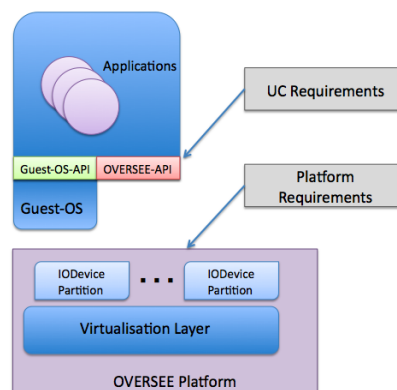 Applications
UC Requirements
Guest-OS-API
OVERSEE-API
Platform
Requirements
Guest-OS
IODevice
Partition
...
IODevice
Partition
Virtualisation Layer
OVERSEE Platform